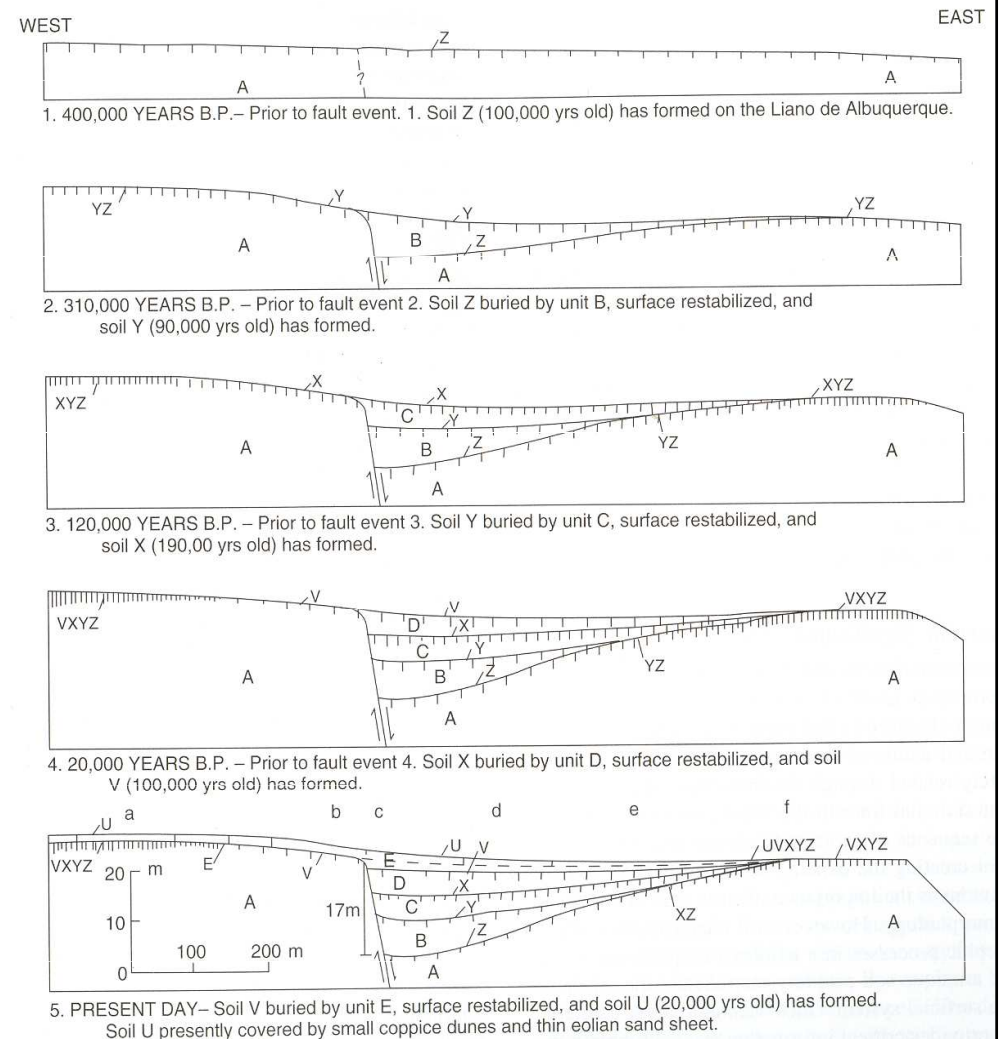 WEST
EAST
Z
?
A
A
1. 400,000 YEARS B.P.– Prior to fault event. 1. Soil Z (100,000 yrs old) has formed on the Liano de Albuquerque.
Y
Y
YZ
YZ
A
B
Z
A
A
2. 310,000 YEARS B.P. – Prior to fault event 2. Soil Z buried by unit B, surface restabilized, and
soil Y (90,000 yrs old) has formed.
X
X
XYZ
XYZ
C
Y
YZ
A
B
Z
A
A
3. 120,000 YEARS B.P. – Prior to fault event 3. Soil Y buried by unit C, surface restabilized, and
soil X (190,00 yrs old) has formed.
V
V
VXYZ
VXYZ
D
X
C
Y
YZ
A
B
Z
A
A
4. 20,000 YEARS B.P. – Prior to fault event 4. Soil X buried by unit D, surface restabilized, and soil
V (100,000 yrs old) has formed.
a
b
c
d
e
f
U
U
V
UVXYZ
VXYZ
VXYZ
E
V
E
D
X
20
m
A
17m
C
Y
XZ
10
B
Z
A
100
200 m
0
A
5. PRESENT DAY– Soil V buried by unit E, surface restabilized, and soil U (20,000 yrs old) has formed.
Soil U presently covered by small coppice dunes and thin eolian sand sheet.